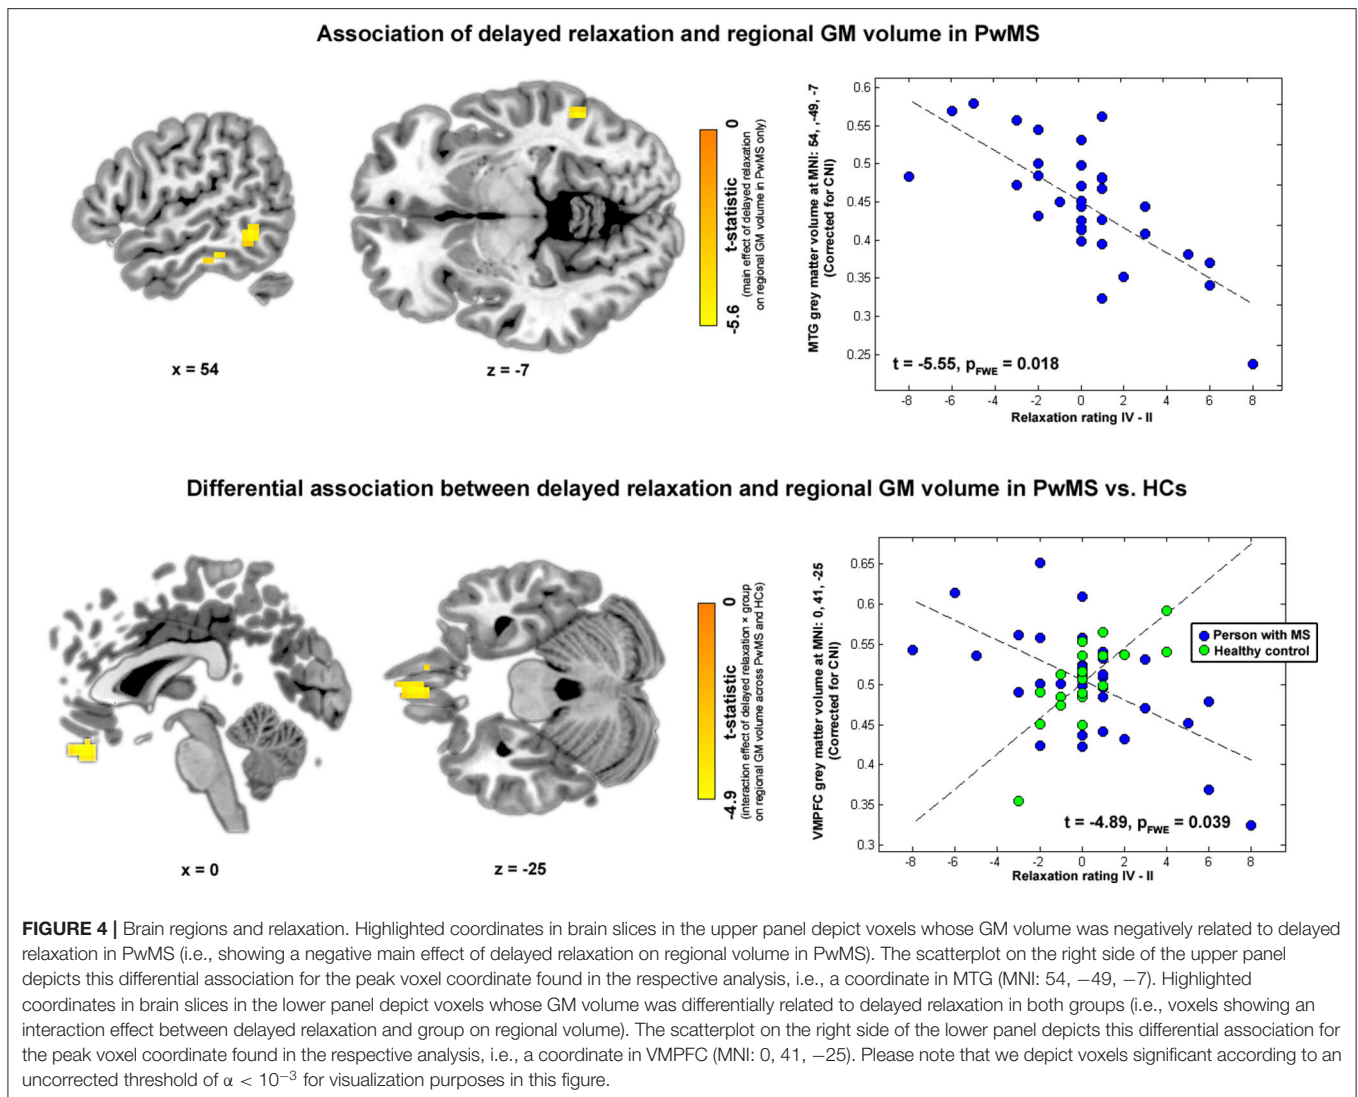 Association of delayed relaxation and regional GM volume in PwMS
x = 54
z = -7
0
-5.6
t-statistic
(main effect of delayed relaxation
on regional GM volume in PwMS only)
MTG grey matter volume at MNI: 54, ,-49, -7
(Corrected for CNI)
0.6
0.55
0.5
0.45
0.4
0.35
0.3
0.25
t = -5.55, pFWE = 0.018
-8 -6 -4 -2 0 2 4 6 8
Relaxation rating IV - II
Differential association between delayed relaxation and regional GM volume in PwMS vs. HCs
x = 0
z = -25
0
-4.9
t-statistic
(interaction effect of delayed relaxation × group
on regional GM volume across PwMS and HCs)
VMPFC grey matter volume at MNI: 0, 41, -25
(Corrected for CNI)
0.65
0.6
0.55
0.5
0.45
0.4
0.35
0.3
Person with MS
Healthy control
t = -4.89, pFWE = 0.039
-8 -6 -4 -2 0 2 4 6 8
Relaxation rating IV - II
FIGURE 4 | Brain regions and relaxation. Highlighted coordinates in brain slices in the upper panel depict voxels whose GM volume was negatively related to delayed
relaxation in PwMS (i.e., showing a negative main effect of delayed relaxation on regional volume in PwMS). The scatterplot on the right side of the upper panel
depicts this differential association for the peak voxel coordinate found in the respective analysis, i.e., a coordinate in MTG (MNI: 54, −49, −7). Highlighted
coordinates in brain slices in the lower panel depict voxels whose GM volume was differentially related to delayed relaxation in both groups (i.e., voxels showing an
interaction effect between delayed relaxation and group on regional volume). The scatterplot on the right side of the lower panel depicts this differential association for
the peak voxel coordinate found in the respective analysis, i.e., a coordinate in VMPFC (MNI: 0, 41, −25). Please note that we depict voxels significant according to an
uncorrected threshold of α < 10−3 for visualization purposes in this figure.